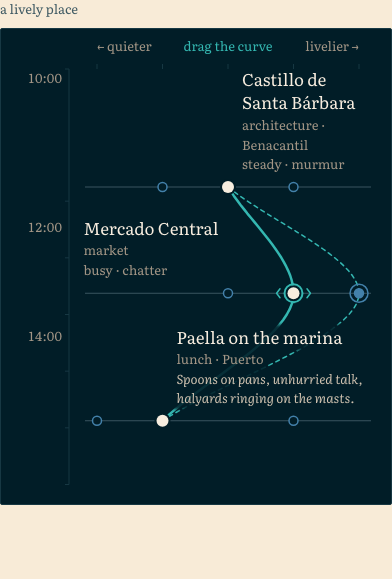 a lively place
← quieter
drag the curve
livelier →
10:00
Castillo de
Santa Bárbara
architecture ·
Benacantil
steady · murmur
12:00
Mercado Central
market
busy · chatter
14:00
Paella on the marina
lunch · Puerto
Spoons on pans, unhurried talk,
halyards ringing on the masts.